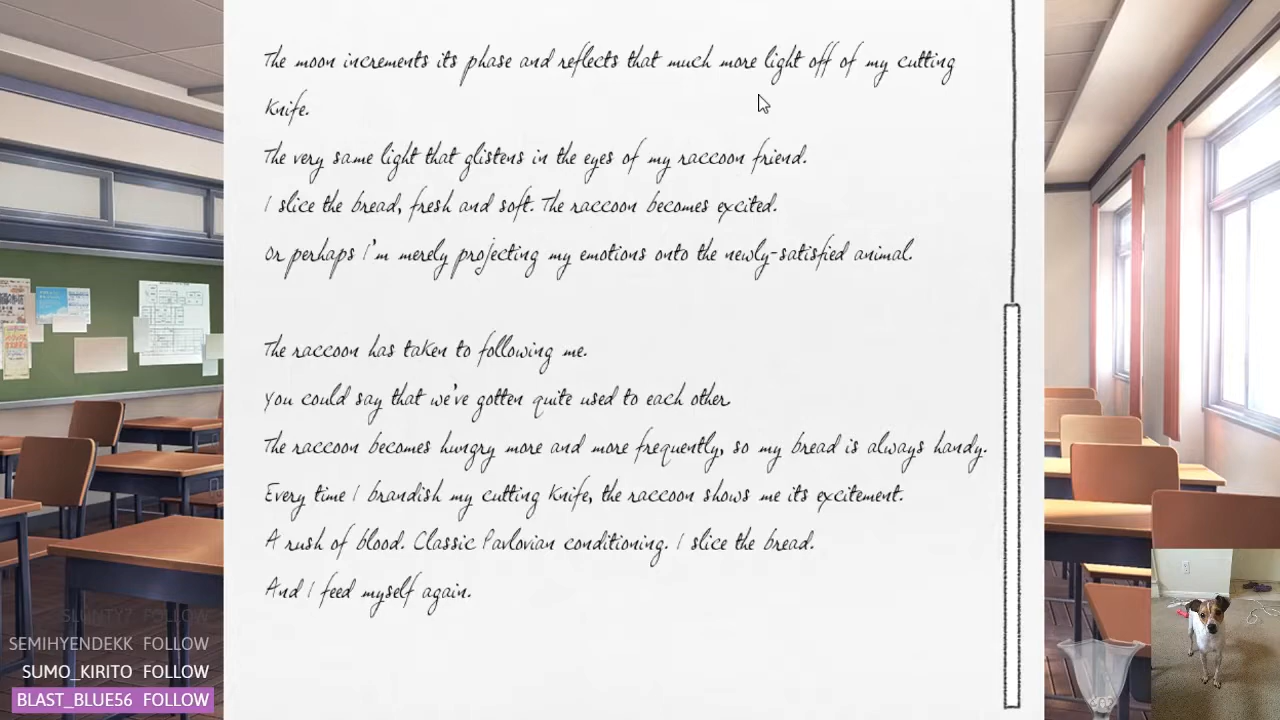 The moon increments its phase and reflects that much more light off of my cutting
knife.
The very same light that glistens in the eyes of my raccoon friend.
I slice the bread, fresh and soft. The raccoon becomes excited.
Or perhaps I'm merely projecting my emotions onto the newly-satisfied animal.
The raccoon has taken to following me.
You could say that we've gotten quite used to each other.
The raccoon becomes hungry more and more frequently, so my bread is always handy.
Every time I brandish my cutting knife, the raccoon shows me its excitement.
A rush of blood. Classic Pavlovian conditioning. I slice the bread.
And I feed myself again.
FOLLOW
SEMIHYENDEKK FOLLOW
SUMO_KIRITO FOLLOW
BLAST_BLUE56 FOLLOW